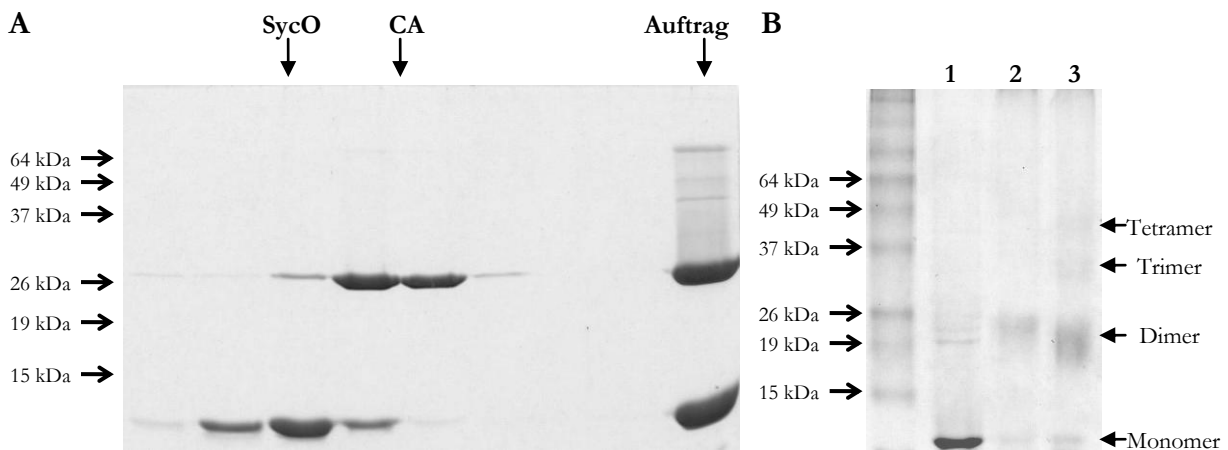 A
SycO
CA
Auftrag
64 kDa
49 kDa
37 kDa
26 kDa
19 kDa
15 kDa
B
1 2 3
64 kDa
49 kDa
37 kDa
26 kDa
19 kDa
15 kDa
Tetramer
Trimer
Dimer
Monomer